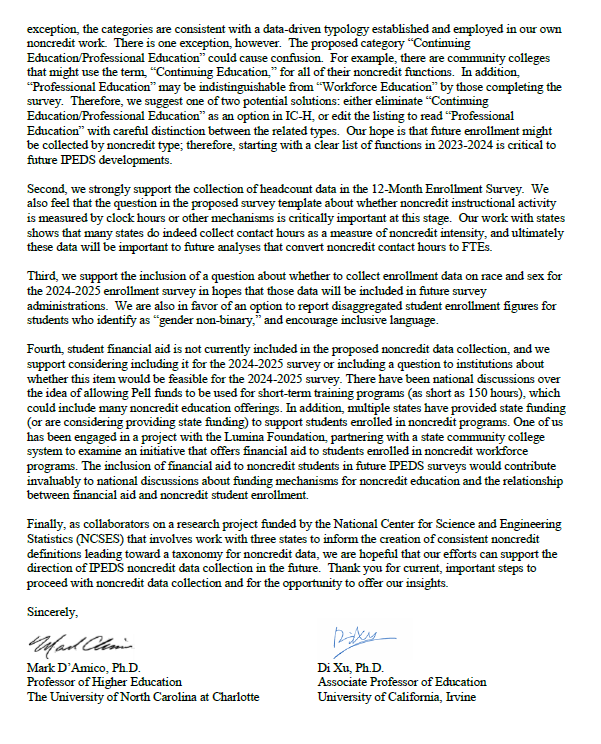 exception, the categories are consistent with a data-driven typology established and employed in our own
noncredit work.  There is one exception, however.  The proposed category “Continuing
Education/Professional Education” could cause confusion.  For example, there are community colleges
that might use the term, “Continuing Education,” for all of their noncredit functions.  In addition,
“Professional Education” may be indistinguishable from “Workforce Education” by those completing the
survey.  Therefore, we suggest one of two potential solutions: either eliminate “Continuing
Education/Professional Education” as an option in IC-H, or edit the listing to read “Professional
Education” with careful distinction between the related types.  Our hope is that future enrollment might
be collected by noncredit type; therefore, starting with a clear list of functions in 2023-2024 is critical to
future IPEDS developments.
Second, we strongly support the collection of headcount data in the 12-Month Enrollment Survey.  We
also feel that the question in the proposed survey template about whether noncredit instructional activity
is measured by clock hours or other mechanisms is critically important at this stage.  Our work with states
shows that many states do indeed collect contact hours as a measure of noncredit intensity, and ultimately
these data will be important to future analyses that convert noncredit contact hours to FTEs.
Third, we support the inclusion of a question about whether to collect enrollment data on race and sex for
the 2024-2025 enrollment survey in hopes that those data will be included in future survey
administrations.  We are also in favor of an option to report disaggregated student enrollment figures for
students who identify as “gender non-binary,” and encourage inclusive language.
Fourth, student financial aid is not currently included in the proposed noncredit data collection, and we
support considering including it for the 2024-2025 survey or including a question to institutions about
whether this item would be feasible for the 2024-2025 survey. There have been national discussions over
the idea of allowing Pell funds to be used for short-term training programs (as short as 150 hours), which
could include many noncredit education offerings. In addition, multiple states have provided state funding
(or are considering providing state funding) to support students enrolled in noncredit programs. One of
us has been engaged in a project with the Lumina Foundation, partnering with a state community college
system to examine an initiative that offers financial aid to students enrolled in noncredit workforce
programs. The inclusion of financial aid to noncredit students in future IPEDS surveys would contribute
invaluably to national discussions about funding mechanisms for noncredit education and the relationship
between financial aid and noncredit student enrollment.
Finally, as collaborators on a research project funded by the National Center for Science and Engineering
Statistics (NCSES) that involves work with three states to inform the creation of consistent noncredit
definitions leading toward a taxonomy for noncredit data, we are hopeful that our efforts can support the
direction of IPEDS noncredit data collection in the future.  Thank you for current, important steps to
proceed with noncredit data collection and for the opportunity to offer our insights.
Sincerely,
Mark D’Amico, Ph.D.
Professor of Higher Education
The University of North Carolina at Charlotte
Di Xu, Ph.D.
Associate Professor of Education
University of California, Irvine